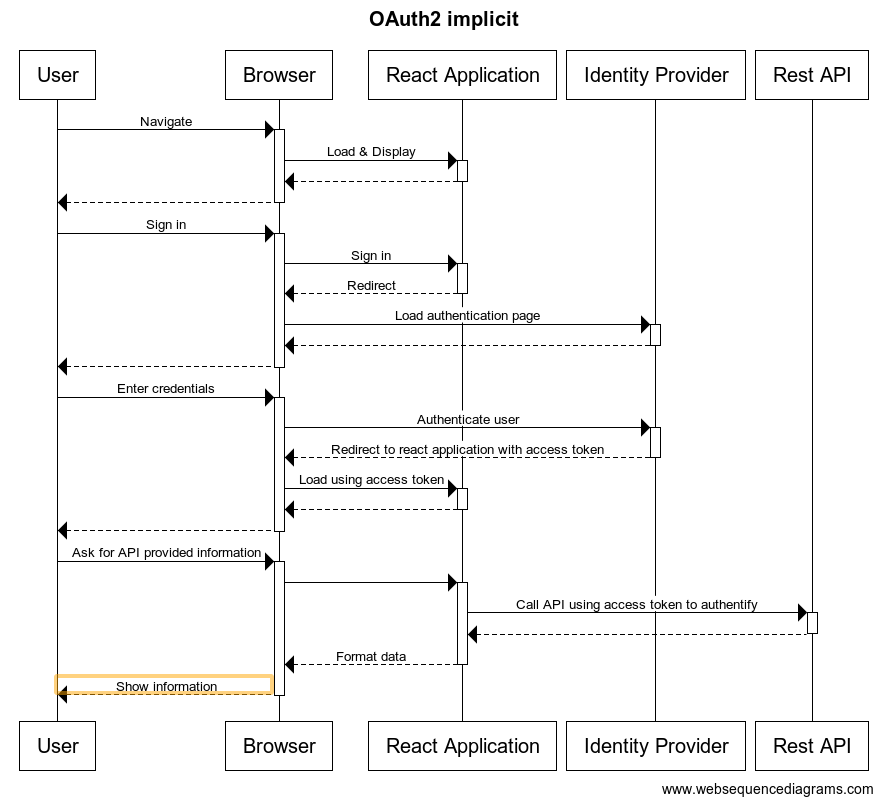 OAuth2 implicit
User
Browser
React Application
Identity Provider
Rest API
Navigate
Load & Display
Sign in
Sign in
Redirect
Load authentication page
Enter credentials
Authenticate user
Redirect to react application with access token
Load using access token
Ask for API provided information
Call API using access token to authentify
Format data
Show information
User
Browser
React Application
Identity Provider
Rest API
www.websequencediagrams.com